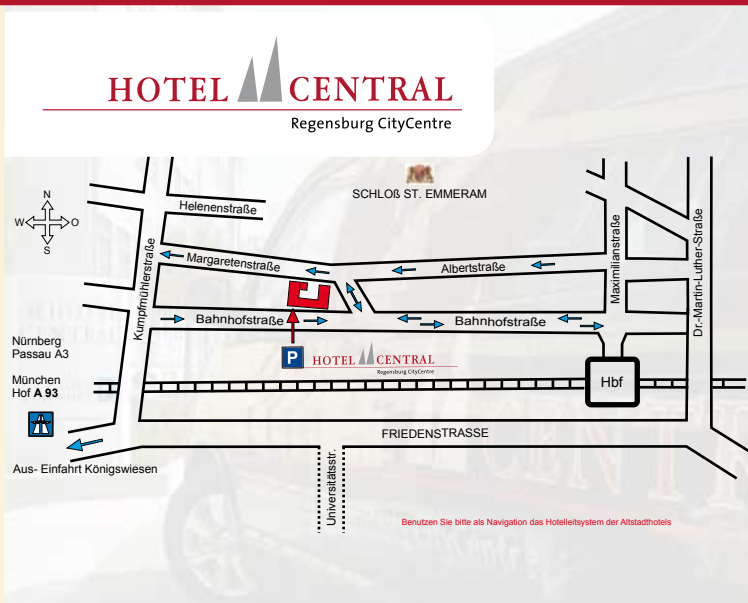 HOTEL CENTRAL
Regensburg CityCentre
N
W
O
S
SCHLOß ST. EMMERAM
Helenenstraße
Margaretenstraße
Albertstraße
Kumpfmühlerstraße
Maximilianstraße
Dr.-Martin-Luther-Straße
Bahnhofstraße
Bahnhofstraße
Nürnberg
Passau A3
München
Hof A 93
P
HOTEL CENTRAL
Regensburg CityCentre
Hbf
FRIEDENSTRASSE
Aus- Einfahrt Königswiesen
Universitätsstr.
Benutzen Sie bitte als Navigation das Hotelleitsystem der Altstadthotels